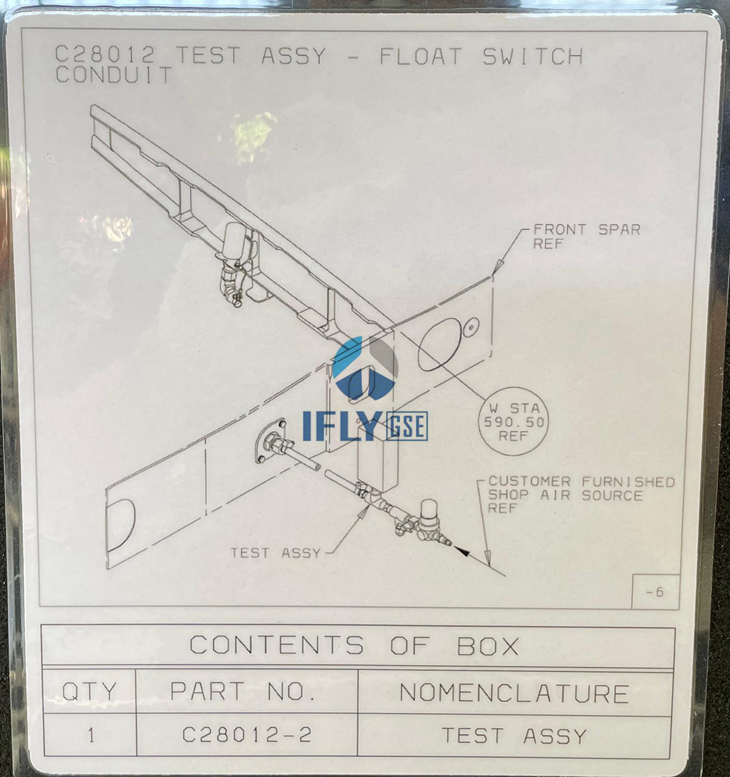 C28012 TEST ASSY - FLOAT SWITCH
CONDUIT
FRONT SPAR
REF
W STA
590.50
REF
IFLY GSE
CUSTOMER FURNISHED
SHOP AIR SOURCE
REF
TEST ASSY
-6
CONTENTS OF BOX
QTY PART NO. NOMENCLATURE
1 C28012-2 TEST ASSY